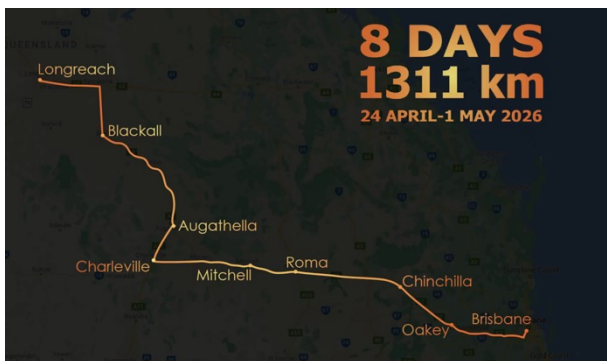 8 DAYS
1311 km
24 APRIL-1 MAY 2026
QUEENSLAND
Longreach
Blackall
Augathella
Charleville
Mitchell
Roma
Chinchilla
Oakey
Brisbane